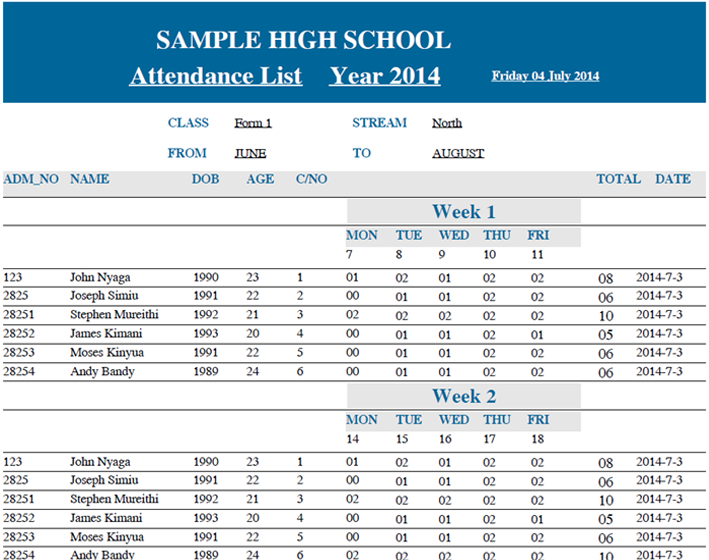 SAMPLE HIGH SCHOOL
Attendance List Year 2014 Friday 04 July 2014
CLASS Form 1 STREAM North
FROM JUNE TO AUGUST
ADM_NO NAME DOB AGE C/NO TOTAL DATE
Week 1
MON TUE WED THU FRI
7 8 9 10 11
123 John Nyaga 1990 23 1 01 02 01 02 02 08 2014-7-3
2825 Joseph Simiu 1991 22 2 00 01 01 02 02 06 2014-7-3
28251 Stephen Mureithi 1992 21 3 02 02 02 02 02 10 2014-7-3
28252 James Kimani 1993 20 4 00 01 01 02 01 05 2014-7-3
28253 Moses Kinyua 1991 22 5 00 01 01 02 02 06 2014-7-3
28254 Andy Bandy 1989 24 6 00 01 01 02 02 06 2014-7-3
Week 2
MON TUE WED THU FRI
14 15 16 17 18
123 John Nyaga 1990 23 1 01 02 01 02 02 08 2014-7-3
2825 Joseph Simiu 1991 22 2 00 01 01 02 02 06 2014-7-3
28251 Stephen Mureithi 1992 21 3 02 02 02 02 02 10 2014-7-3
28252 James Kimani 1993 20 4 00 01 01 02 01 05 2014-7-3
28253 Moses Kinyua 1991 22 5 00 01 01 02 02 06 2014-7-3
28254 Andy Bandy 1989 24 6 02 02 02 02 02 10 2014-7-3